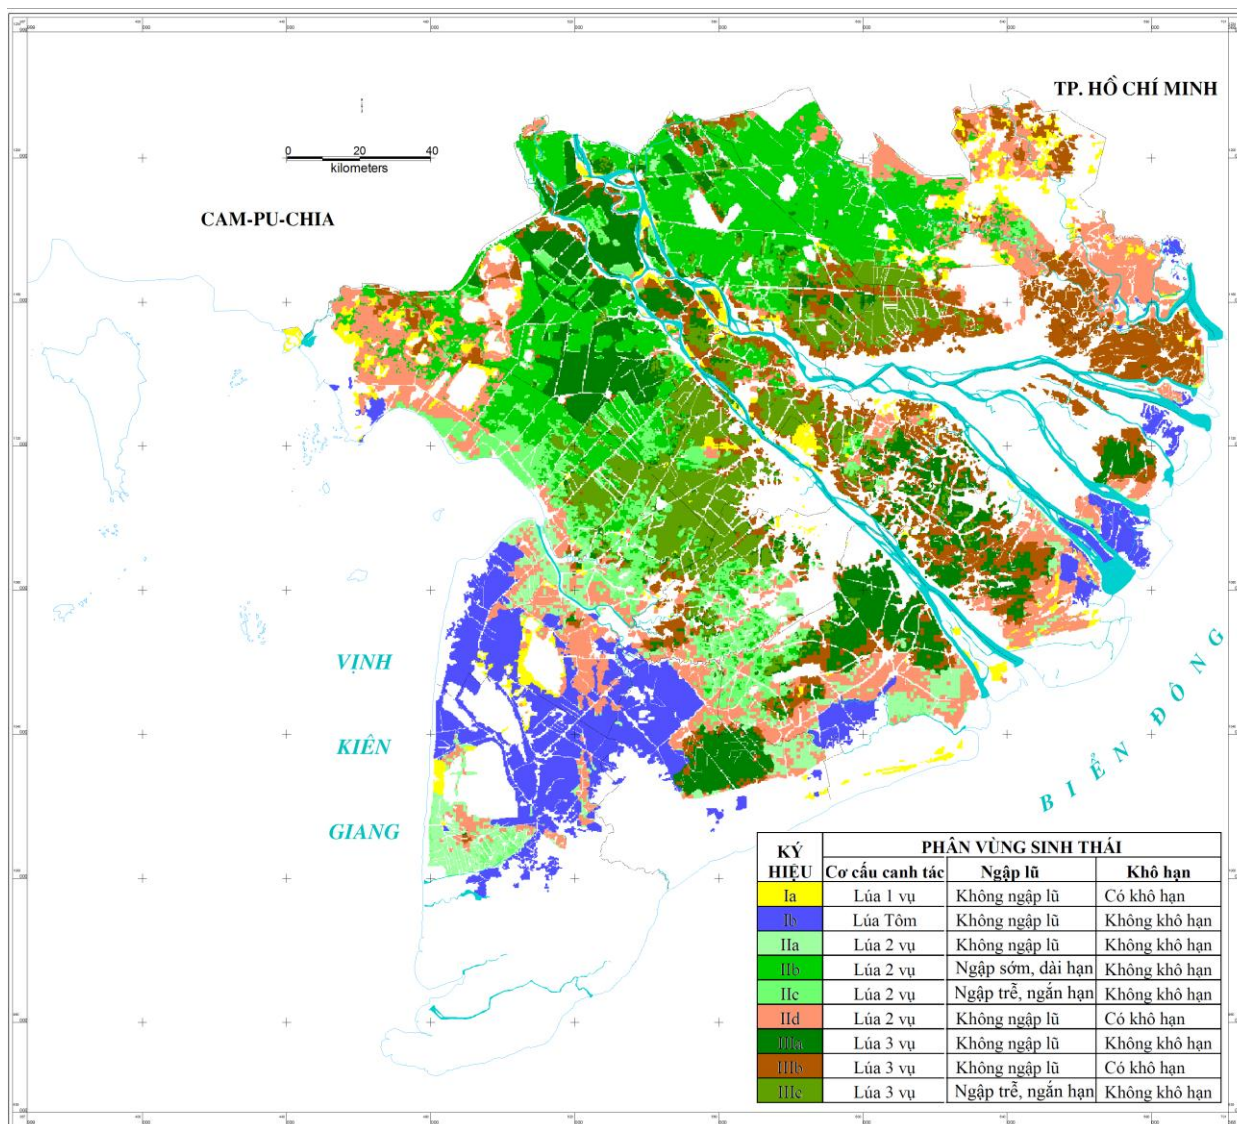 TP. HỒ CHÍ MINH
0 20 40
kilometers
CAM-PU-CHIA
VỊNH
KIÊN
GIANG
BIỂN ĐÔNG
KÝ HIỆU PHÂN VÙNG SINH THÁI
Cơ cấu canh tác Ngập lũ Khô hạn
Ia Lúa 1 vụ Không ngập lũ Có khô hạn
Ib Lúa Tôm Không ngập lũ Không khô hạn
IIa Lúa 2 vụ Không ngập lũ Không khô hạn
IIb Lúa 2 vụ Ngập sớm, dài hạn Không khô hạn
IIc Lúa 2 vụ Ngập trễ, ngắn hạn Không khô hạn
IId Lúa 2 vụ Không ngập lũ Có khô hạn
IIIa Lúa 3 vụ Không ngập lũ Không khô hạn
IIIb Lúa 3 vụ Không ngập lũ Có khô hạn
IIIc Lúa 3 vụ Ngập trễ, ngắn hạn Không khô hạn